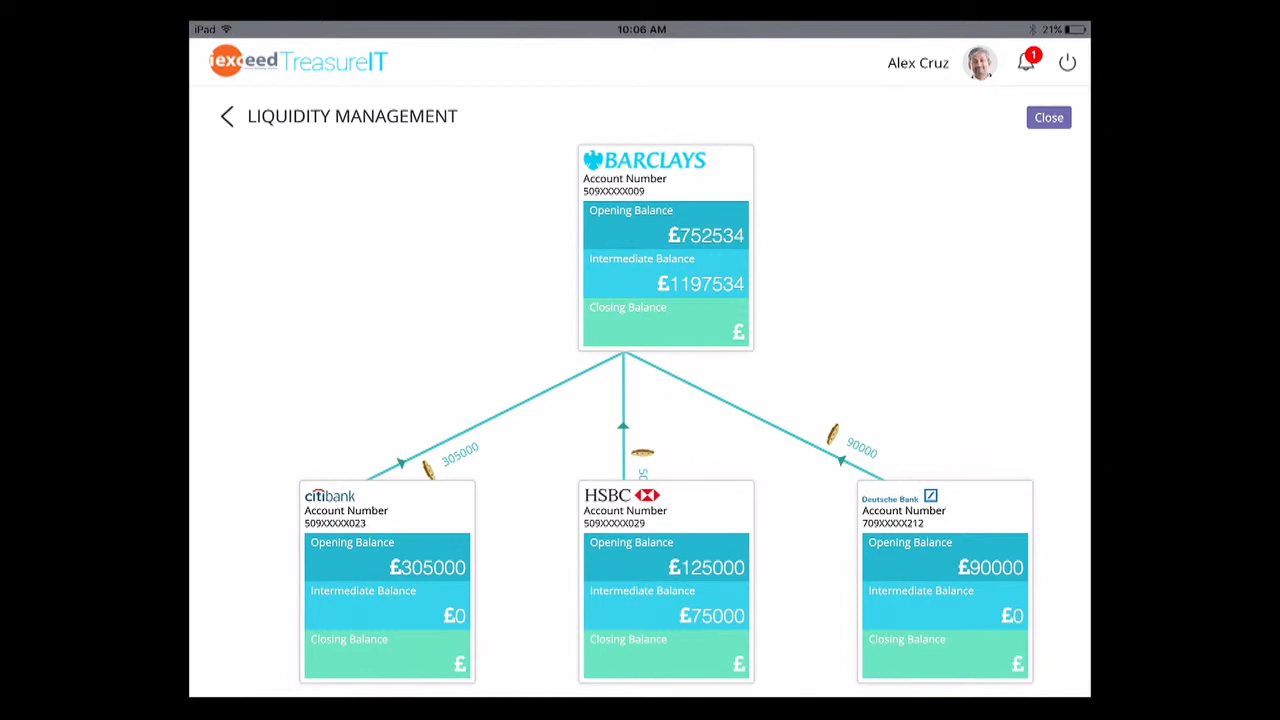 iPad
10:06 AM
21%
iexceed TreasureIT
Alex Cruz
1
LIQUIDITY MANAGEMENT
Close
BARCLAYS
Account Number
509XXXXX009
Opening Balance
£752534
Intermediate Balance
£1197534
Closing Balance
£
305000
50
90000
citibank
Account Number
509XXXXX023
Opening Balance
£305000
Intermediate Balance
£0
Closing Balance
£
HSBC
Account Number
509XXXXX029
Opening Balance
£125000
Intermediate Balance
£75000
Closing Balance
£
Deutsche Bank
Account Number
709XXXXX212
Opening Balance
£90000
Intermediate Balance
£0
Closing Balance
£